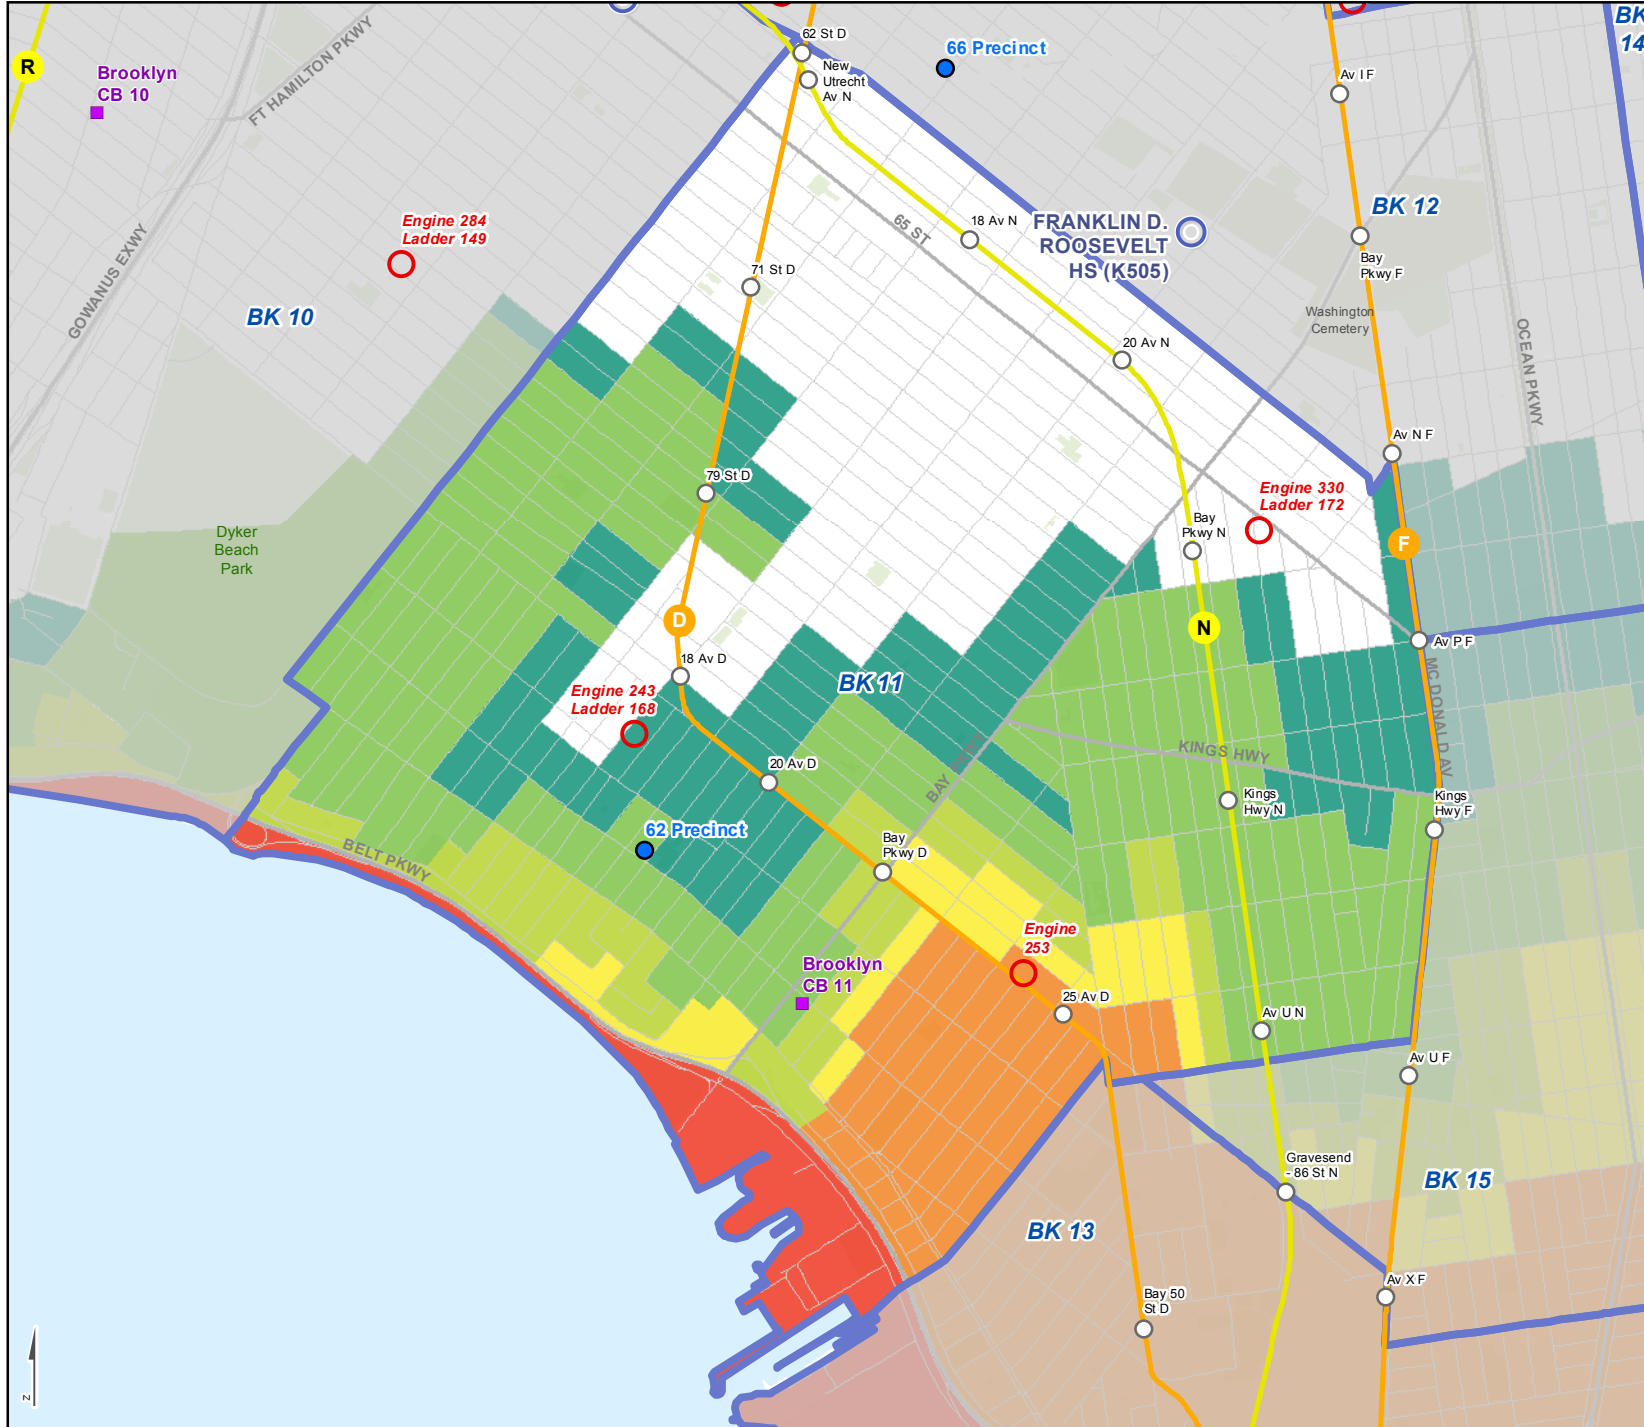 BK
14
62 St D
New
Utrecht
Av N
66 Precinct
R
Brooklyn
CB 10
FT HAMILTON PKWY
Av I F
BK 12
Engine 284
Ladder 149
GOWANUS EXWY
BK 10
65 ST
18 Av N
FRANKLIN D.
ROOSEVELT
HS (K505)
Bay
Pkwy F
71 St D
Washington
Cemetery
OCEAN PKWY
20 Av N
Av N F
79 St D
Engine 330
Ladder 172
Bay
Pkwy N
F
Dyker
Beach
Park
D
N
Av P F
18 Av D
BK 11
Engine 243
Ladder 168
MC DONALD AV
KINGS HWY
BAY PKWY
20 Av D
Kings
Hwy N
Kings
Hwy F
62 Precinct
BELT PKWY
Bay
Pkwy D
Engine
253
Brooklyn
CB 11
25 Av D
Av U N
Av U F
Gravesend
- 86 St N
BK 15
BK 13
Av X F
Bay 50
St D
N